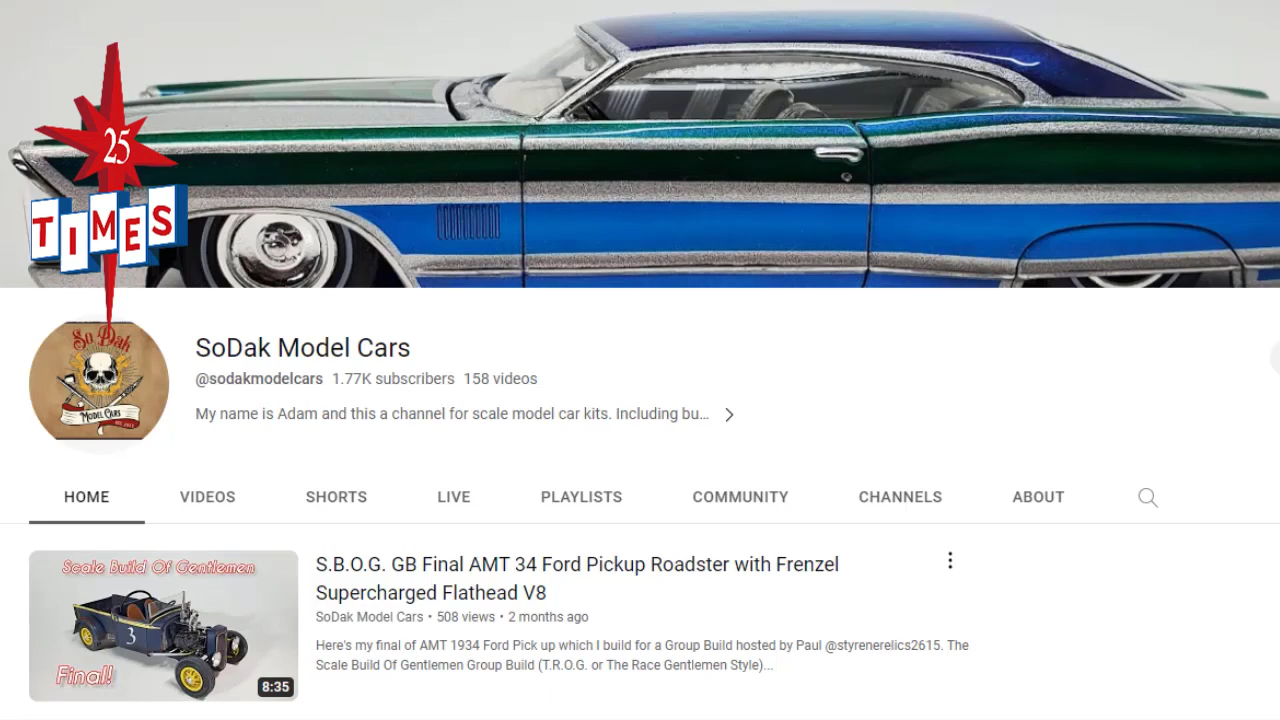 25
TIMES
So Dak
MODEL CARS
SoDak Model Cars
@sodakmodelcars 1.77K subscribers 158 videos
My name is Adam and this a channel for scale model car kits. Including bu...
HOME VIDEOS SHORTS LIVE PLAYLISTS COMMUNITY CHANNELS ABOUT
Scale Build Of Gentlemen
3
Final!
8:35
S.B.O.G. GB Final AMT 34 Ford Pickup Roadster with Frenzel
Supercharged Flathead V8
SoDak Model Cars • 508 views • 2 months ago
Here's my final of AMT 1934 Ford Pick up which I build for a Group Build hosted by Paul @styrenerelics2615. The
Scale Build Of Gentlemen Group Build (T.R.O.G. or The Race Gentlemen Style)...